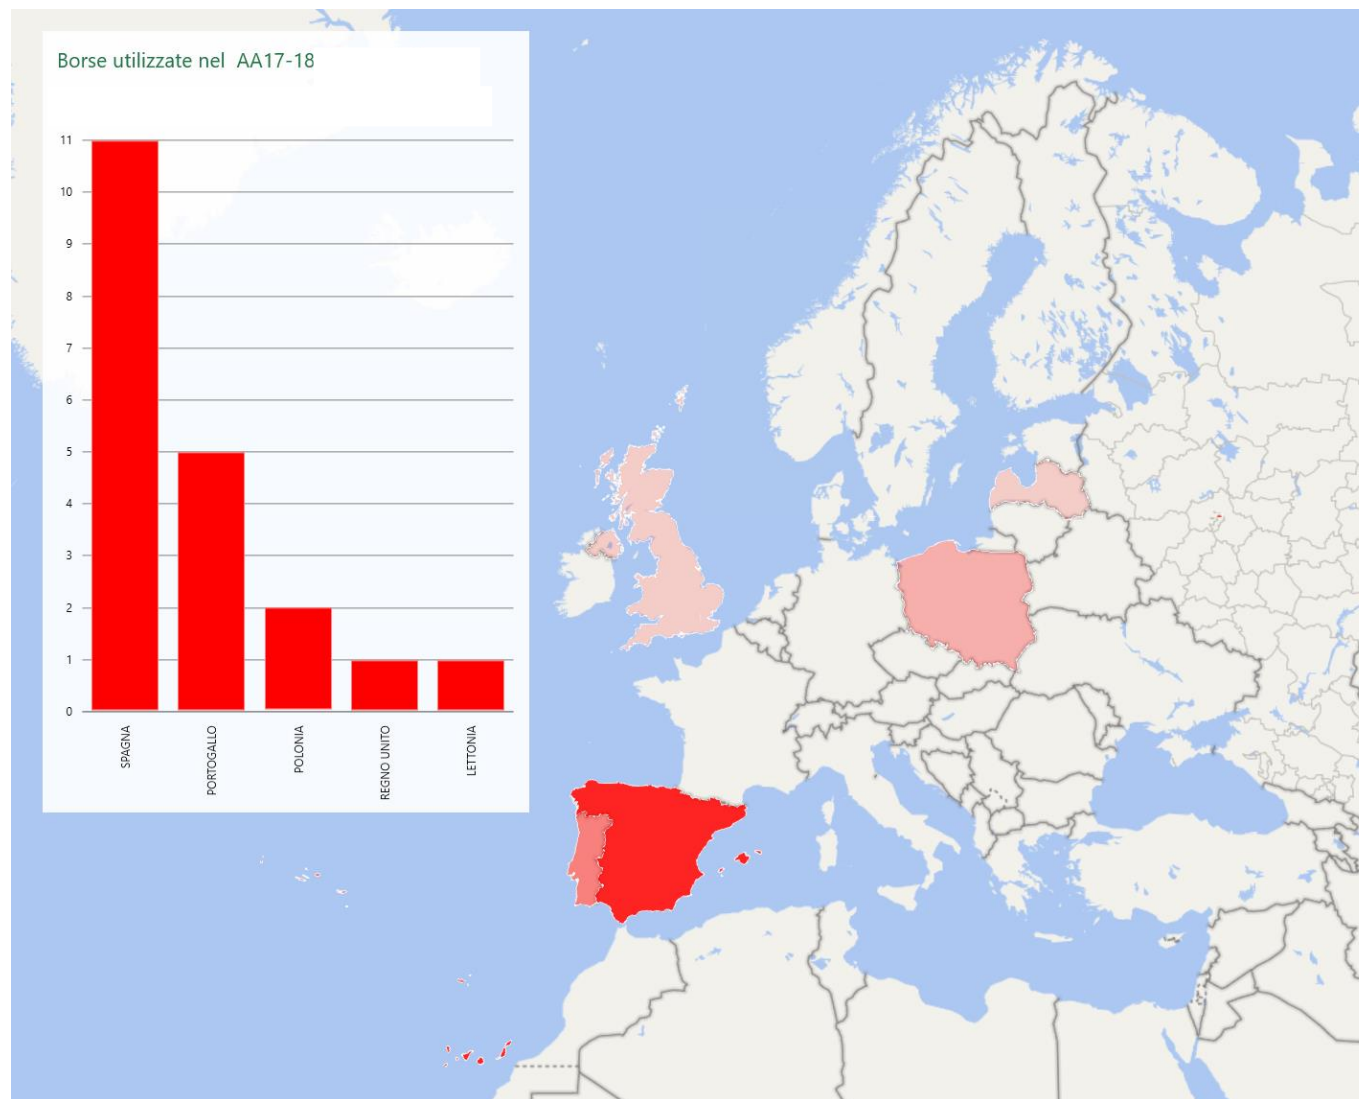 Borse utilizzate nel  AA17-18
11
10
9
8
7
6
5
4
3
2
1
0
SPAGNA
PORTOGALLO
POLONIA
REGNO UNITO
LETTONIA